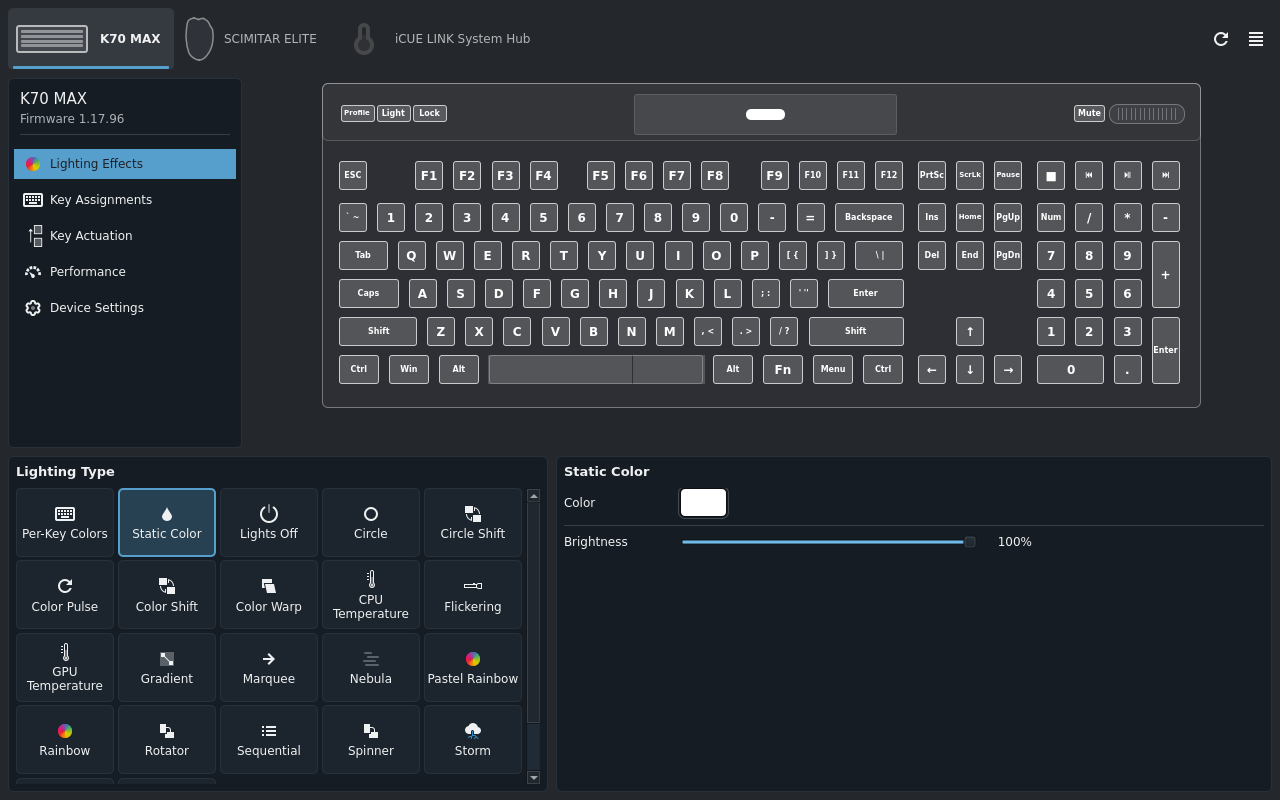 K70 MAX
SCIMITAR ELITE
iCUE LINK System Hub
K70 MAX
Firmware 1.17.96
Lighting Effects
Key Assignments
Key Actuation
Performance
Device Settings
Profile Light Lock
Mute
ESC F1 F2 F3 F4 F5 F6 F7 F8 F9 F10 F11 F12 PrtSc ScrLk Pause ■ ⏮ ⏯ ⏭
` ~ 1 2 3 4 5 6 7 8 9 0 - = Backspace Ins Home PgUp Num / * -
Tab Q W E R T Y U I O P [ { ] } \ | Del End PgDn 7 8 9 +
Caps A S D F G H J K L ; : ' " Enter 4 5 6
Shift Z X C V B N M , < . > / ? Shift ↑ 1 2 3 Enter
Ctrl Win Alt Alt Fn Menu Ctrl ← ↓ → 0 .
Lighting Type
Per-Key Colors
Static Color
Lights Off
Circle
Circle Shift
Color Pulse
Color Shift
Color Warp
CPU
Temperature
Flickering
GPU
Temperature
Gradient
Marquee
Nebula
Pastel Rainbow
Rainbow
Rotator
Sequential
Spinner
Storm
Static Color
Color
Brightness
100%